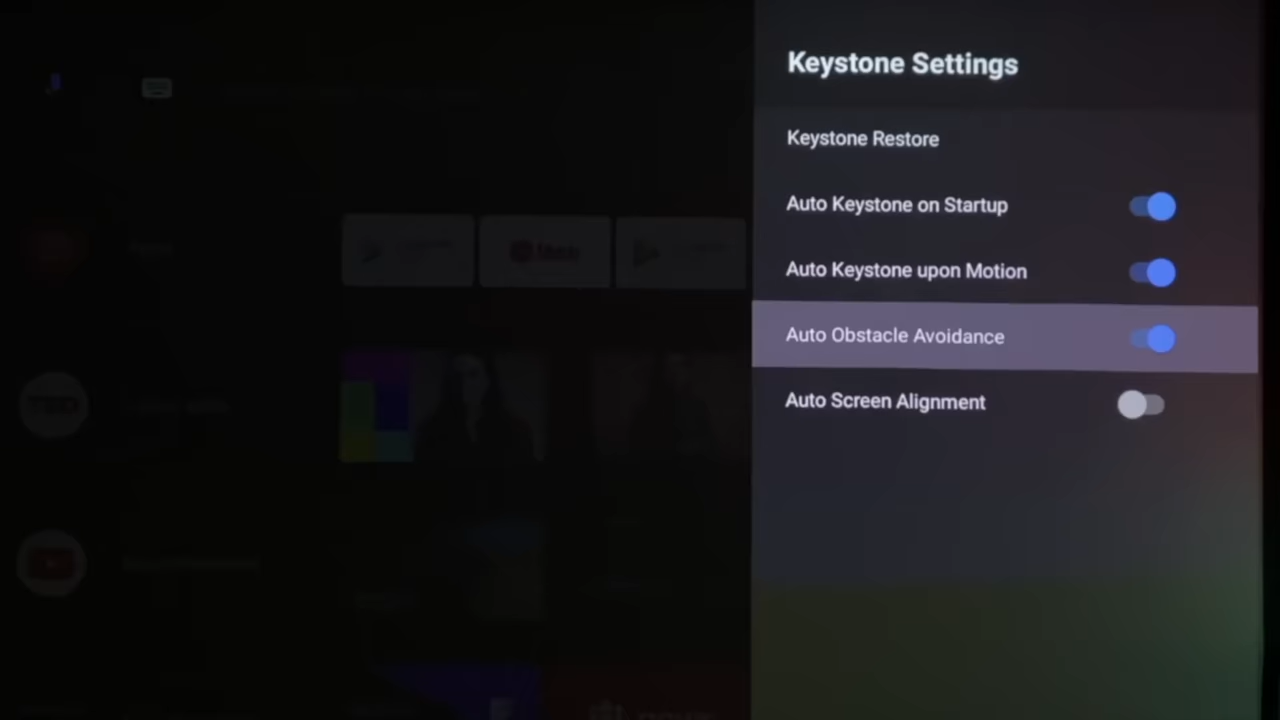 Keystone Settings
Keystone Restore
Auto Keystone on Startup
Auto Keystone upon Motion
Auto Obstacle Avoidance
Auto Screen Alignment